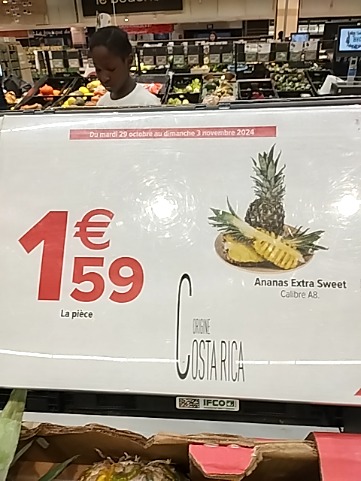 Du mardi 29 octobre au dimanche 3 novembre 2024
1€59
La pièce
Ananas Extra Sweet
Calibre A8.
ORIGINE
COSTA RICA
IFCO